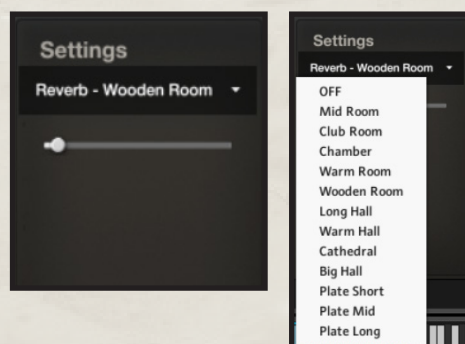 Settings
Reverb - Wooden Room
Settings
Reverb - Wooden Room
OFF
Mid Room
Club Room
Chamber
Warm Room
Wooden Room
Long Hall
Warm Hall
Cathedral
Big Hall
Plate Short
Plate Mid
Plate Long